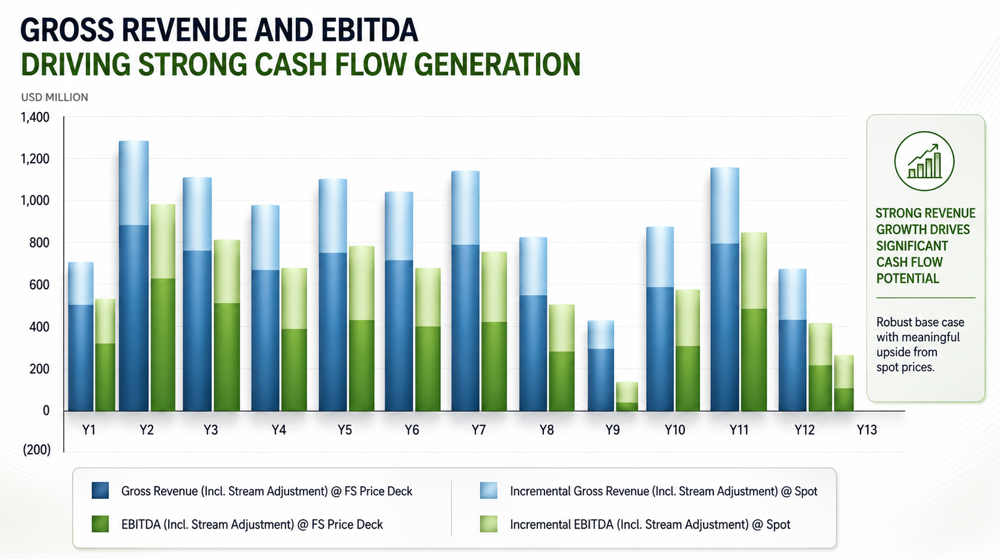 GROSS REVENUE AND EBITDA
DRIVING STRONG CASH FLOW GENERATION
USD MILLION
1,400
1,200
1,000
800
600
400
200
0
(200)
Y1 Y2 Y3 Y4 Y5 Y6 Y7 Y8 Y9 Y10 Y11 Y12 Y13
STRONG REVENUE
GROWTH DRIVES
SIGNIFICANT
CASH FLOW
POTENTIAL
Robust base case
with meaningful
upside from
spot prices.
Gross Revenue (Incl. Stream Adjustment) @ FS Price Deck
Incremental Gross Revenue (Incl. Stream Adjustment) @ Spot
EBITDA (Incl. Stream Adjustment) @ FS Price Deck
Incremental EBITDA (Incl. Stream Adjustment) @ Spot